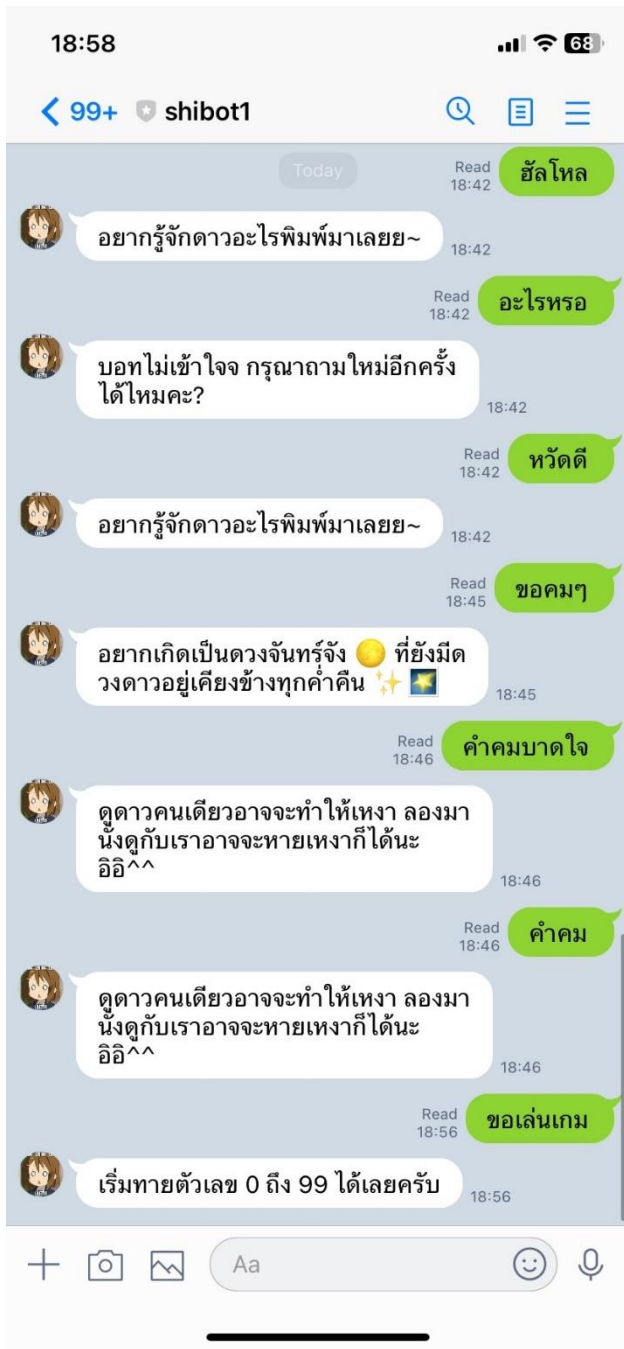 18:58
68
99+ shibot1
Today
Read
18:42
ฮัลโหล
อยากรู้จักดาวอะไรพิมพ์มาเลยย~
18:42
Read
18:42
อะไรหรอ
บอทไม่เข้าใจจ กรุณาถามใหม่อีกครั้ง
ได้ไหมคะ?
18:42
Read
18:42
หวัดดี
อยากรู้จักดาวอะไรพิมพ์มาเลยย~
18:42
Read
18:45
ขอคมๆ
อยากเกิดเป็นดวงจันทร์จัง 🌕 ที่ยังมีด
วงดาวอยู่เคียงข้างทุกค่ำคืน ✨ 🌠
18:45
Read
18:46
คำคมบาดใจ
ดูดาวคนเดียวอาจจะทำให้เหงา ลองมา
นั่งดูกับเราอาจจะหายเหงาก็ได้นะ
อิอิ^^
18:46
Read
18:46
คำคม
ดูดาวคนเดียวอาจจะทำให้เหงา ลองมา
นั่งดูกับเราอาจจะหายเหงาก็ได้นะ
อิอิ^^
18:46
Read
18:56
ขอเล่นเกม
เริ่มทายตัวเลข 0 ถึง 99 ได้เลยครับ
18:56
Aa